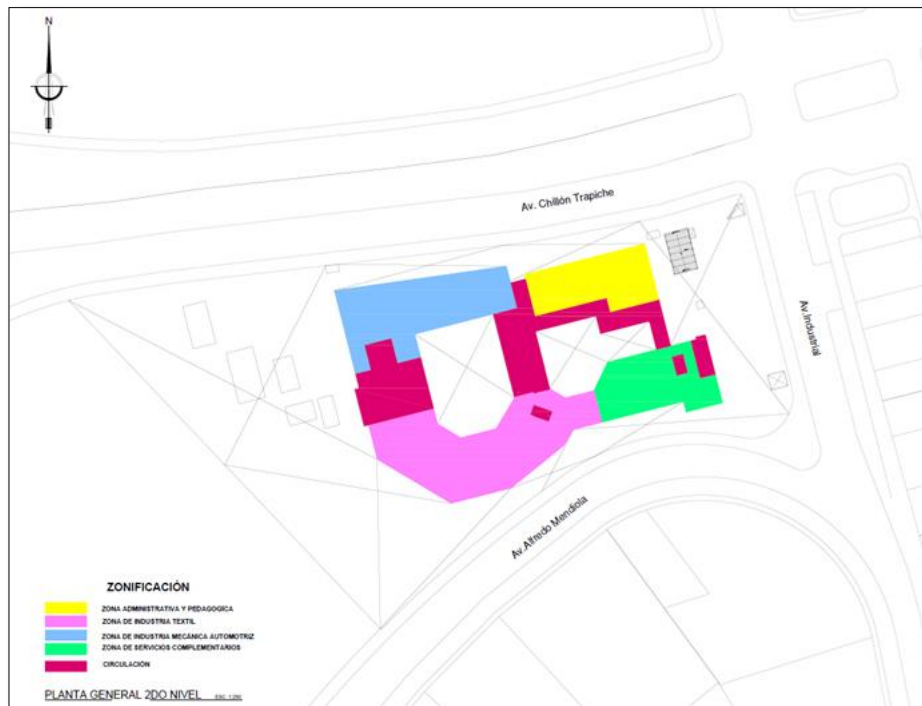 N
Av. Chillón Trapiche
Av.Industrial
Av.Alfredo Mendiola
ZONIFICACIÓN
ZONA ADMINISTRATIVA Y PEDAGOGICA
ZONA DE INDUSTRIA TEXTIL
ZONA DE INDUSTRIA MECÁNICA AUTOMOTRIZ
ZONA DE SERVICIOS COMPLEMENTARIOS
CIRCULACIÓN
PLANTA GENERAL 2DO NIVEL